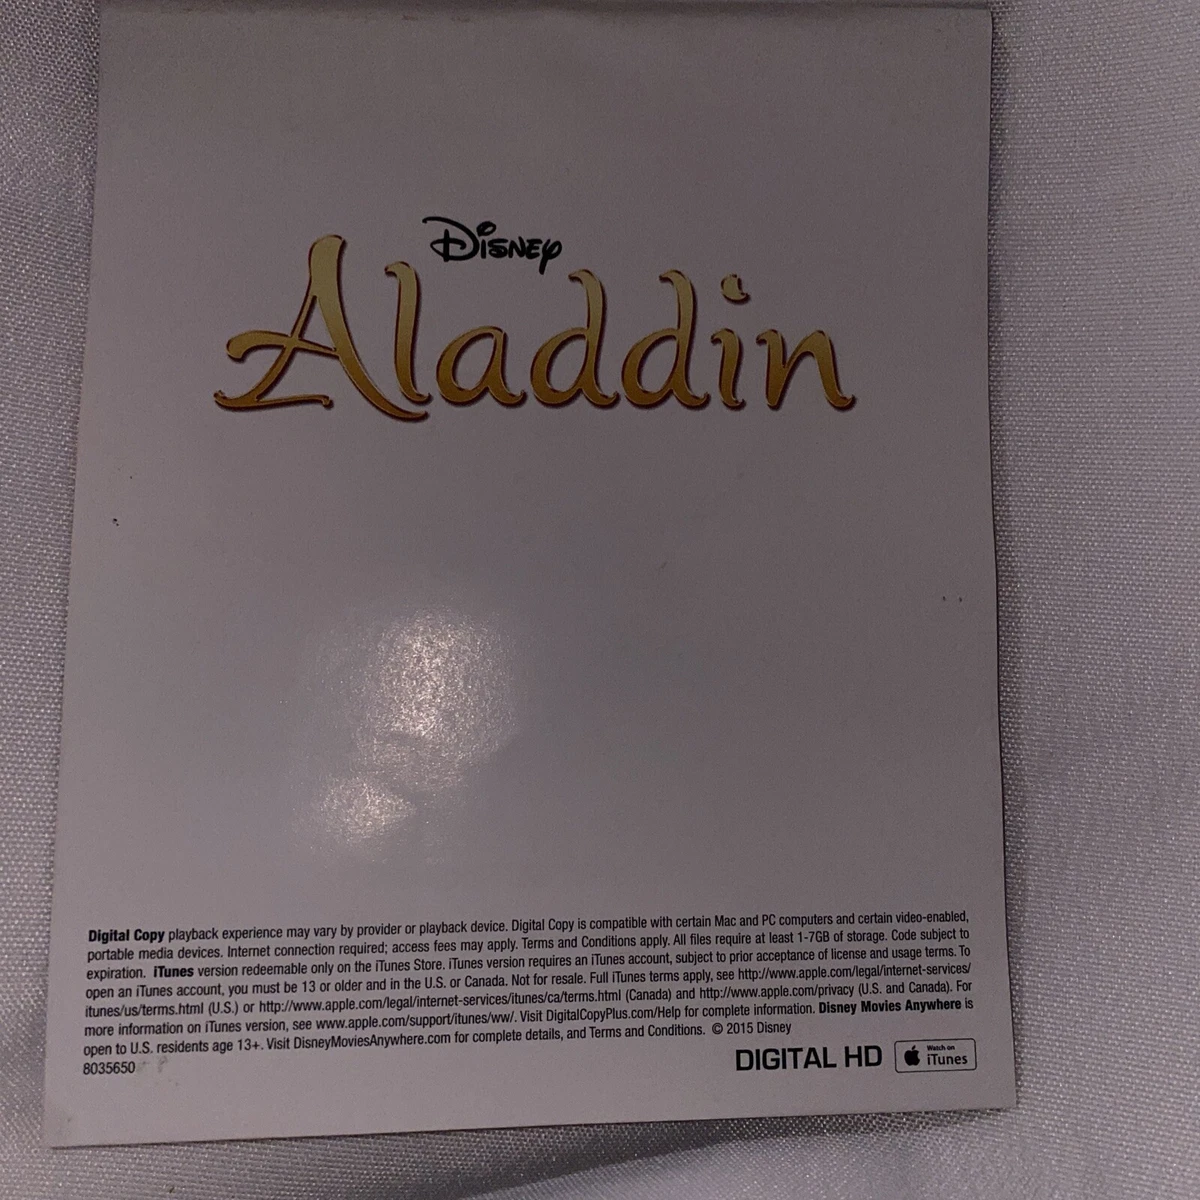 Disney
Aladdin
Digital Copy playback experience may vary by provider or playback device. Digital Copy is compatible with certain Mac and PC computers and certain video-enabled,
portable media devices. Internet connection required; access fees may apply. Terms and Conditions apply. All files require at least 1-7GB of storage. Code subject to
expiration. iTunes version redeemable only on the iTunes Store. iTunes version requires an iTunes account, subject to prior acceptance of license and usage terms. To
open an iTunes account, you must be 13 or older and in the U.S. or Canada. Not for resale. Full iTunes terms apply, see http://www.apple.com/legal/internet-services/
itunes/us/terms.html (U.S.) or http://www.apple.com/legal/internet-services/itunes/ca/terms.html (Canada) and http://www.apple.com/privacy (U.S. and Canada). For
more information on iTunes version, see www.apple.com/support/itunes/ww/. Visit DigitalCopyPlus.com/Help for complete information. Disney Movies Anywhere is
open to U.S. residents age 13+. Visit DisneyMoviesAnywhere.com for complete details, and Terms and Conditions. © 2015 Disney
8035650
DIGITAL HD
Watch on
iTunes